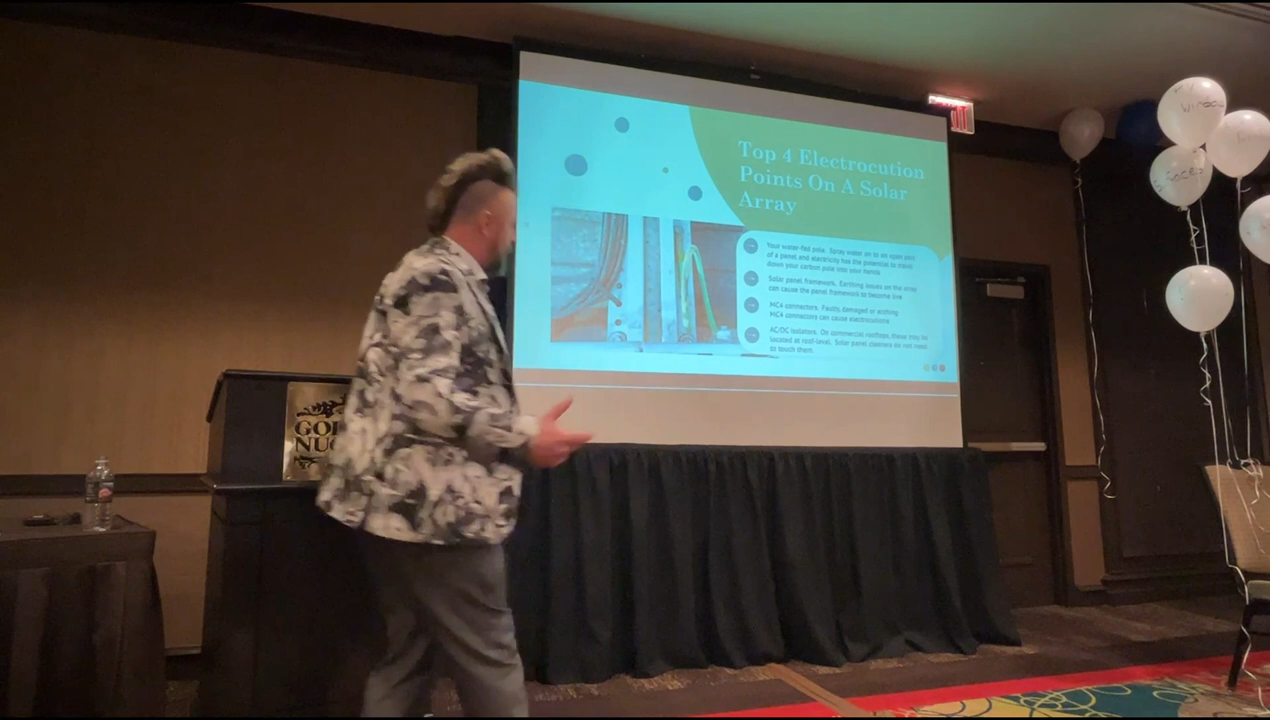 Top 4 Electrocution
Points On A Solar
Array
Your water-fed pole. Spray water on to an open part
of a panel and electricity has the potential to travel
down your carbon pole into your hands
Solar panel framework. Earthing issues on the array
can cause the panel framework to become live
MC4 connectors. Faulty, damaged or arching
MC4 connectors can cause electrocutions
AC/DC isolators. On commercial rooftops these may be
located at roof-level. Solar panel cleaners do not need
to touch them.